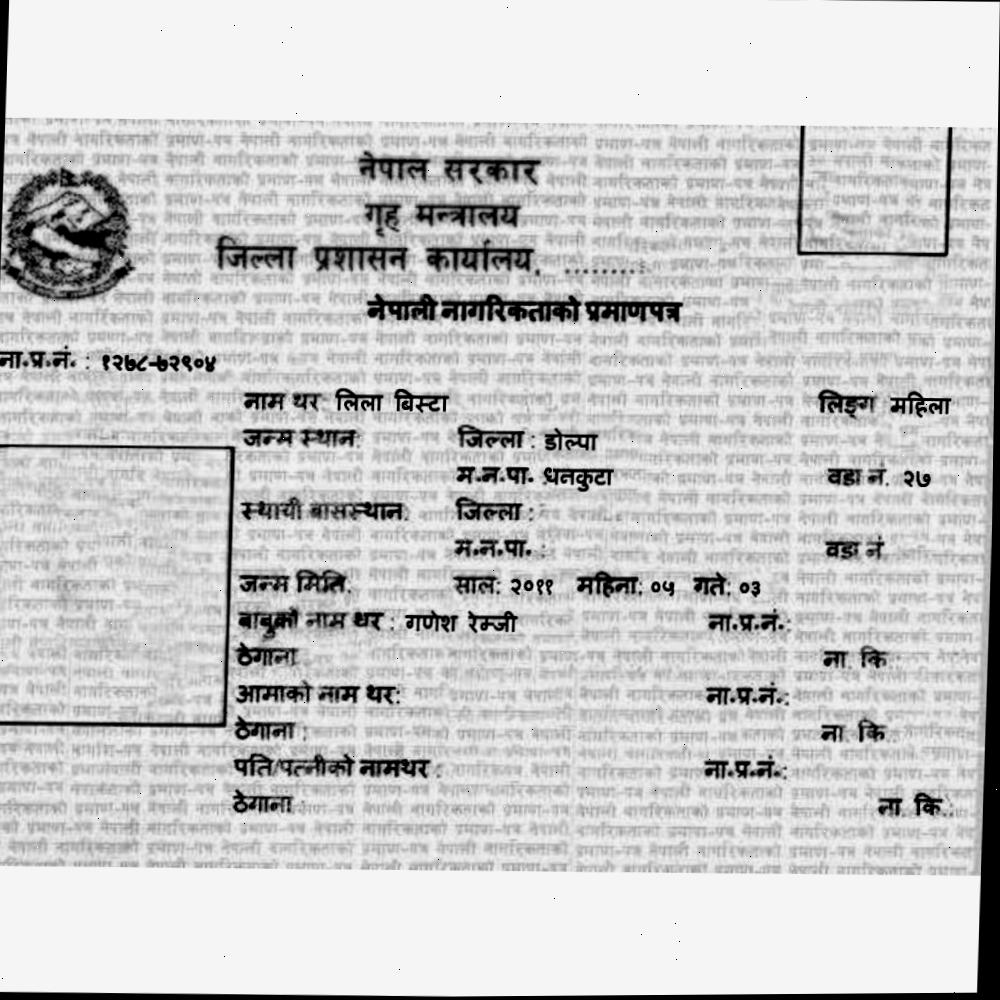 नेपाल सरकार
गृह मन्त्रालय
जिल्ला प्रशासन कार्यालय, .........
नेपाली नागरिकताको प्रमाणपत्र
ना.प्र.नं. : १२७८-७२९०४
नाम थर: लिला बिस्टा लिङ्ग: महिला
जन्म स्थान: जिल्ला : डोल्पा
म.न.पा. धनकुटा वडा नं. २७
स्थायी बासस्थान: जिल्ला :
म.न.पा. : वडा नं.
जन्म मिति: साल: २०११ महिना: ०५ गते: ०३
बाबुको नाम थर : गणेश रेग्मी ना.प्र.नं.:
ठेगाना ना. कि.:
आमाको नाम थर: ना.प्र.नं.:
ठेगाना : ना. कि.
पति/पत्नीको नामथर : ना.प्र.नं.:
ठेगाना : ना. कि.: